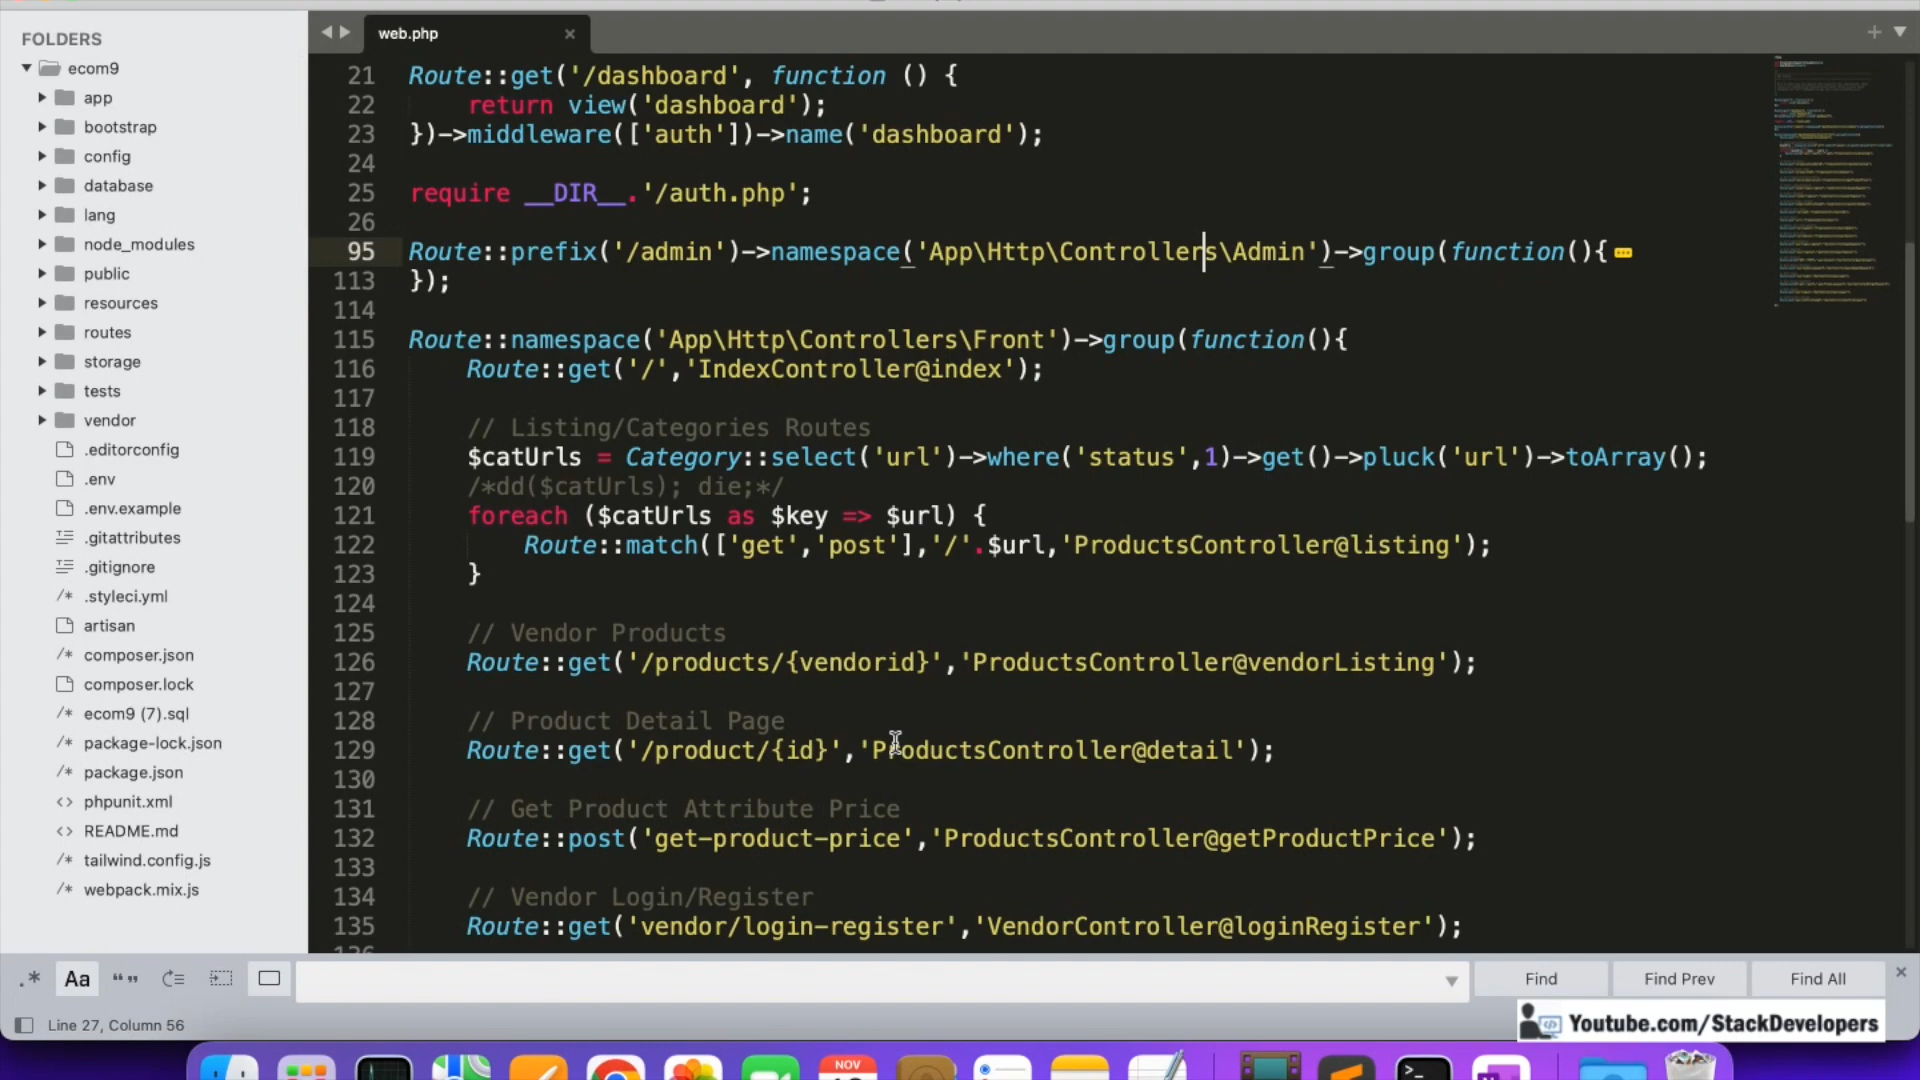 FOLDERS
ecom9
app
bootstrap
config
database
lang
node_modules
public
resources
routes
storage
tests
vendor
.editorconfig
.env
.env.example
.gitattributes
.gitignore
.styleci.yml
artisan
composer.json
composer.lock
ecom9 (7).sql
package-lock.json
package.json
phpunit.xml
README.md
tailwind.config.js
webpack.mix.js
web.php
21 Route::get('/dashboard', function () {
22     return view('dashboard');
23 })->middleware(['auth'])->name('dashboard');
24
25 require __DIR__.'/auth.php';
26
95 Route::prefix('/admin')->namespace('App\Http\Controllers\Admin')->group(function(){
113 });
114
115 Route::namespace('App\Http\Controllers\Front')->group(function(){
116     Route::get('/','IndexController@index');
117
118     // Listing/Categories Routes
119     $catUrls = Category::select('url')->where('status',1)->get()->pluck('url')->toArray();
120     /*dd($catUrls); die;*/
121     foreach ($catUrls as $key => $url) {
122         Route::match(['get','post'],'/'.$url,'ProductsController@listing');
123     }
124
125     // Vendor Products
126     Route::get('/products/{vendorid}','ProductsController@vendorListing');
127
128     // Product Detail Page
129     Route::get('/product/{id}','ProductsController@detail');
130
131     // Get Product Attribute Price
132     Route::post('get-product-price','ProductsController@getProductPrice');
133
134     // Vendor Login/Register
135     Route::get('vendor/login-register','VendorController@loginRegister');
Aa
Find
Find Prev
Find All
Line 27, Column 56
Youtube.com/StackDevelopers
NOV